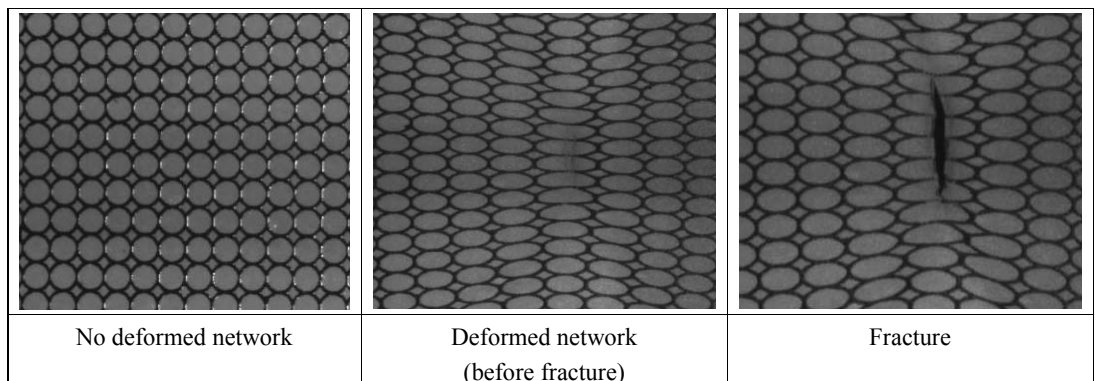 No deformed network
Deformed network
(before fracture)
Fracture